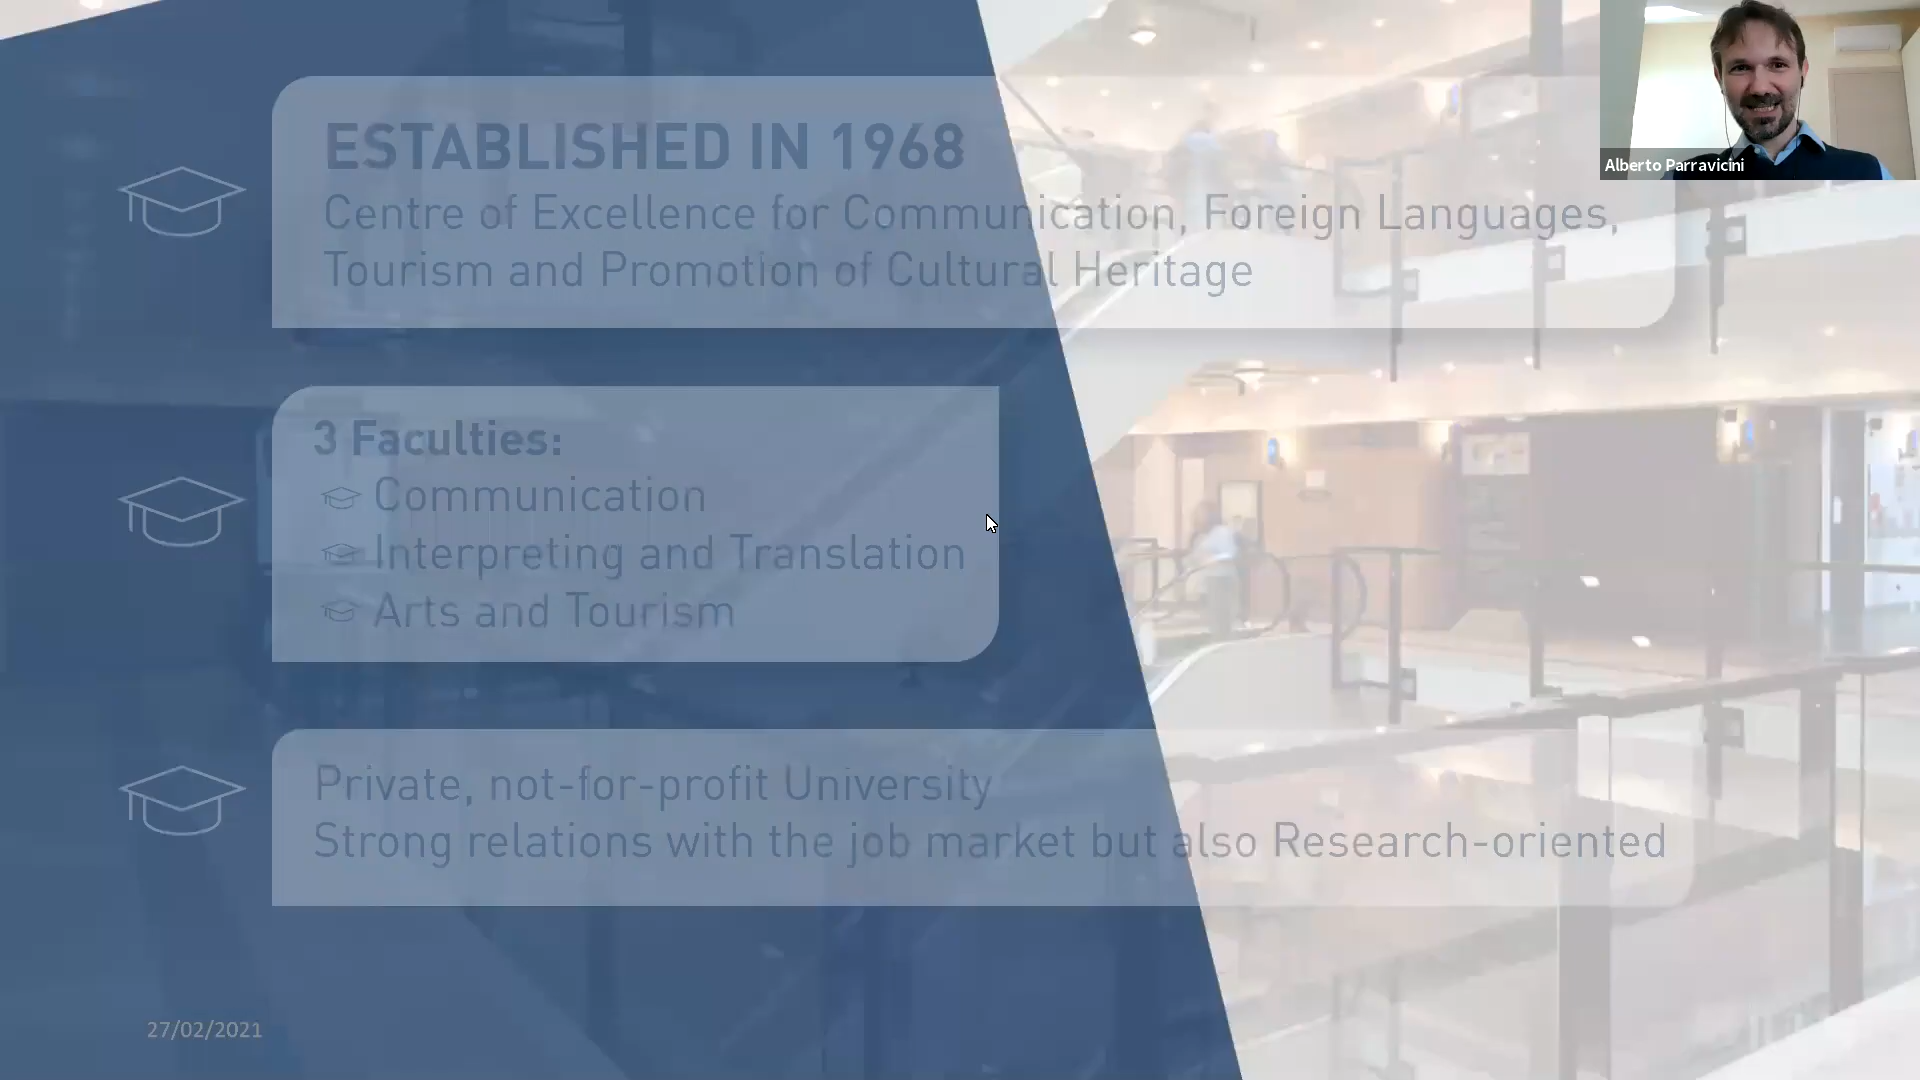 Alberto Parravicini
ESTABLISHED IN 1968
Centre of Excellence for Communication, Foreign Languages,
Tourism and Promotion of Cultural Heritage
3 Faculties:
Communication
Interpreting and Translation
Arts and Tourism
Private, not-for-profit University
Strong relations with the job market but also Research-oriented
27/02/2021